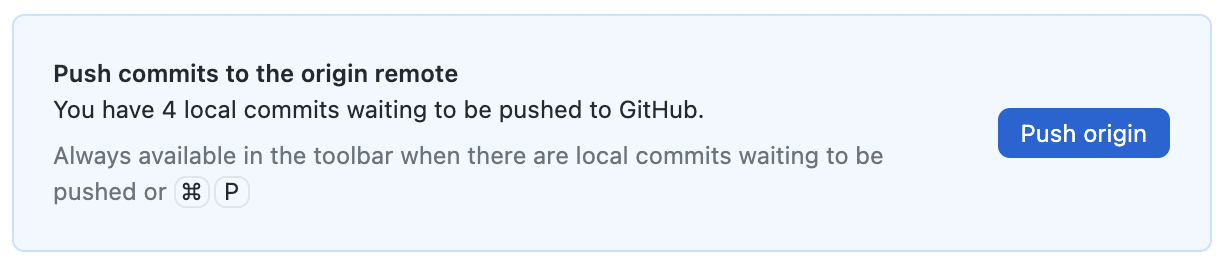 Push commits to the origin remote
You have 4 local commits waiting to be pushed to GitHub.
Always available in the toolbar when there are local commits waiting to be
pushed or ⌘ P
Push origin